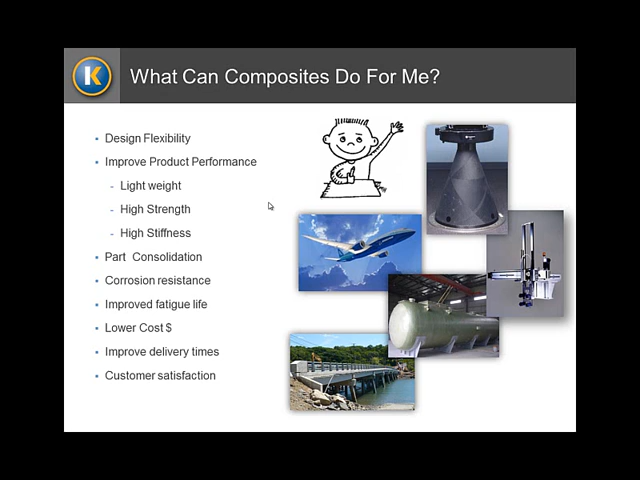 K
What Can Composites Do For Me?
▪ Design Flexibility
▪ Improve Product Performance
- Light weight
- High Strength
- High Stiffness
▪ Part Consolidation
▪ Corrosion resistance
▪ Improved fatigue life
▪ Lower Cost $
▪ Improve delivery times
▪ Customer satisfaction